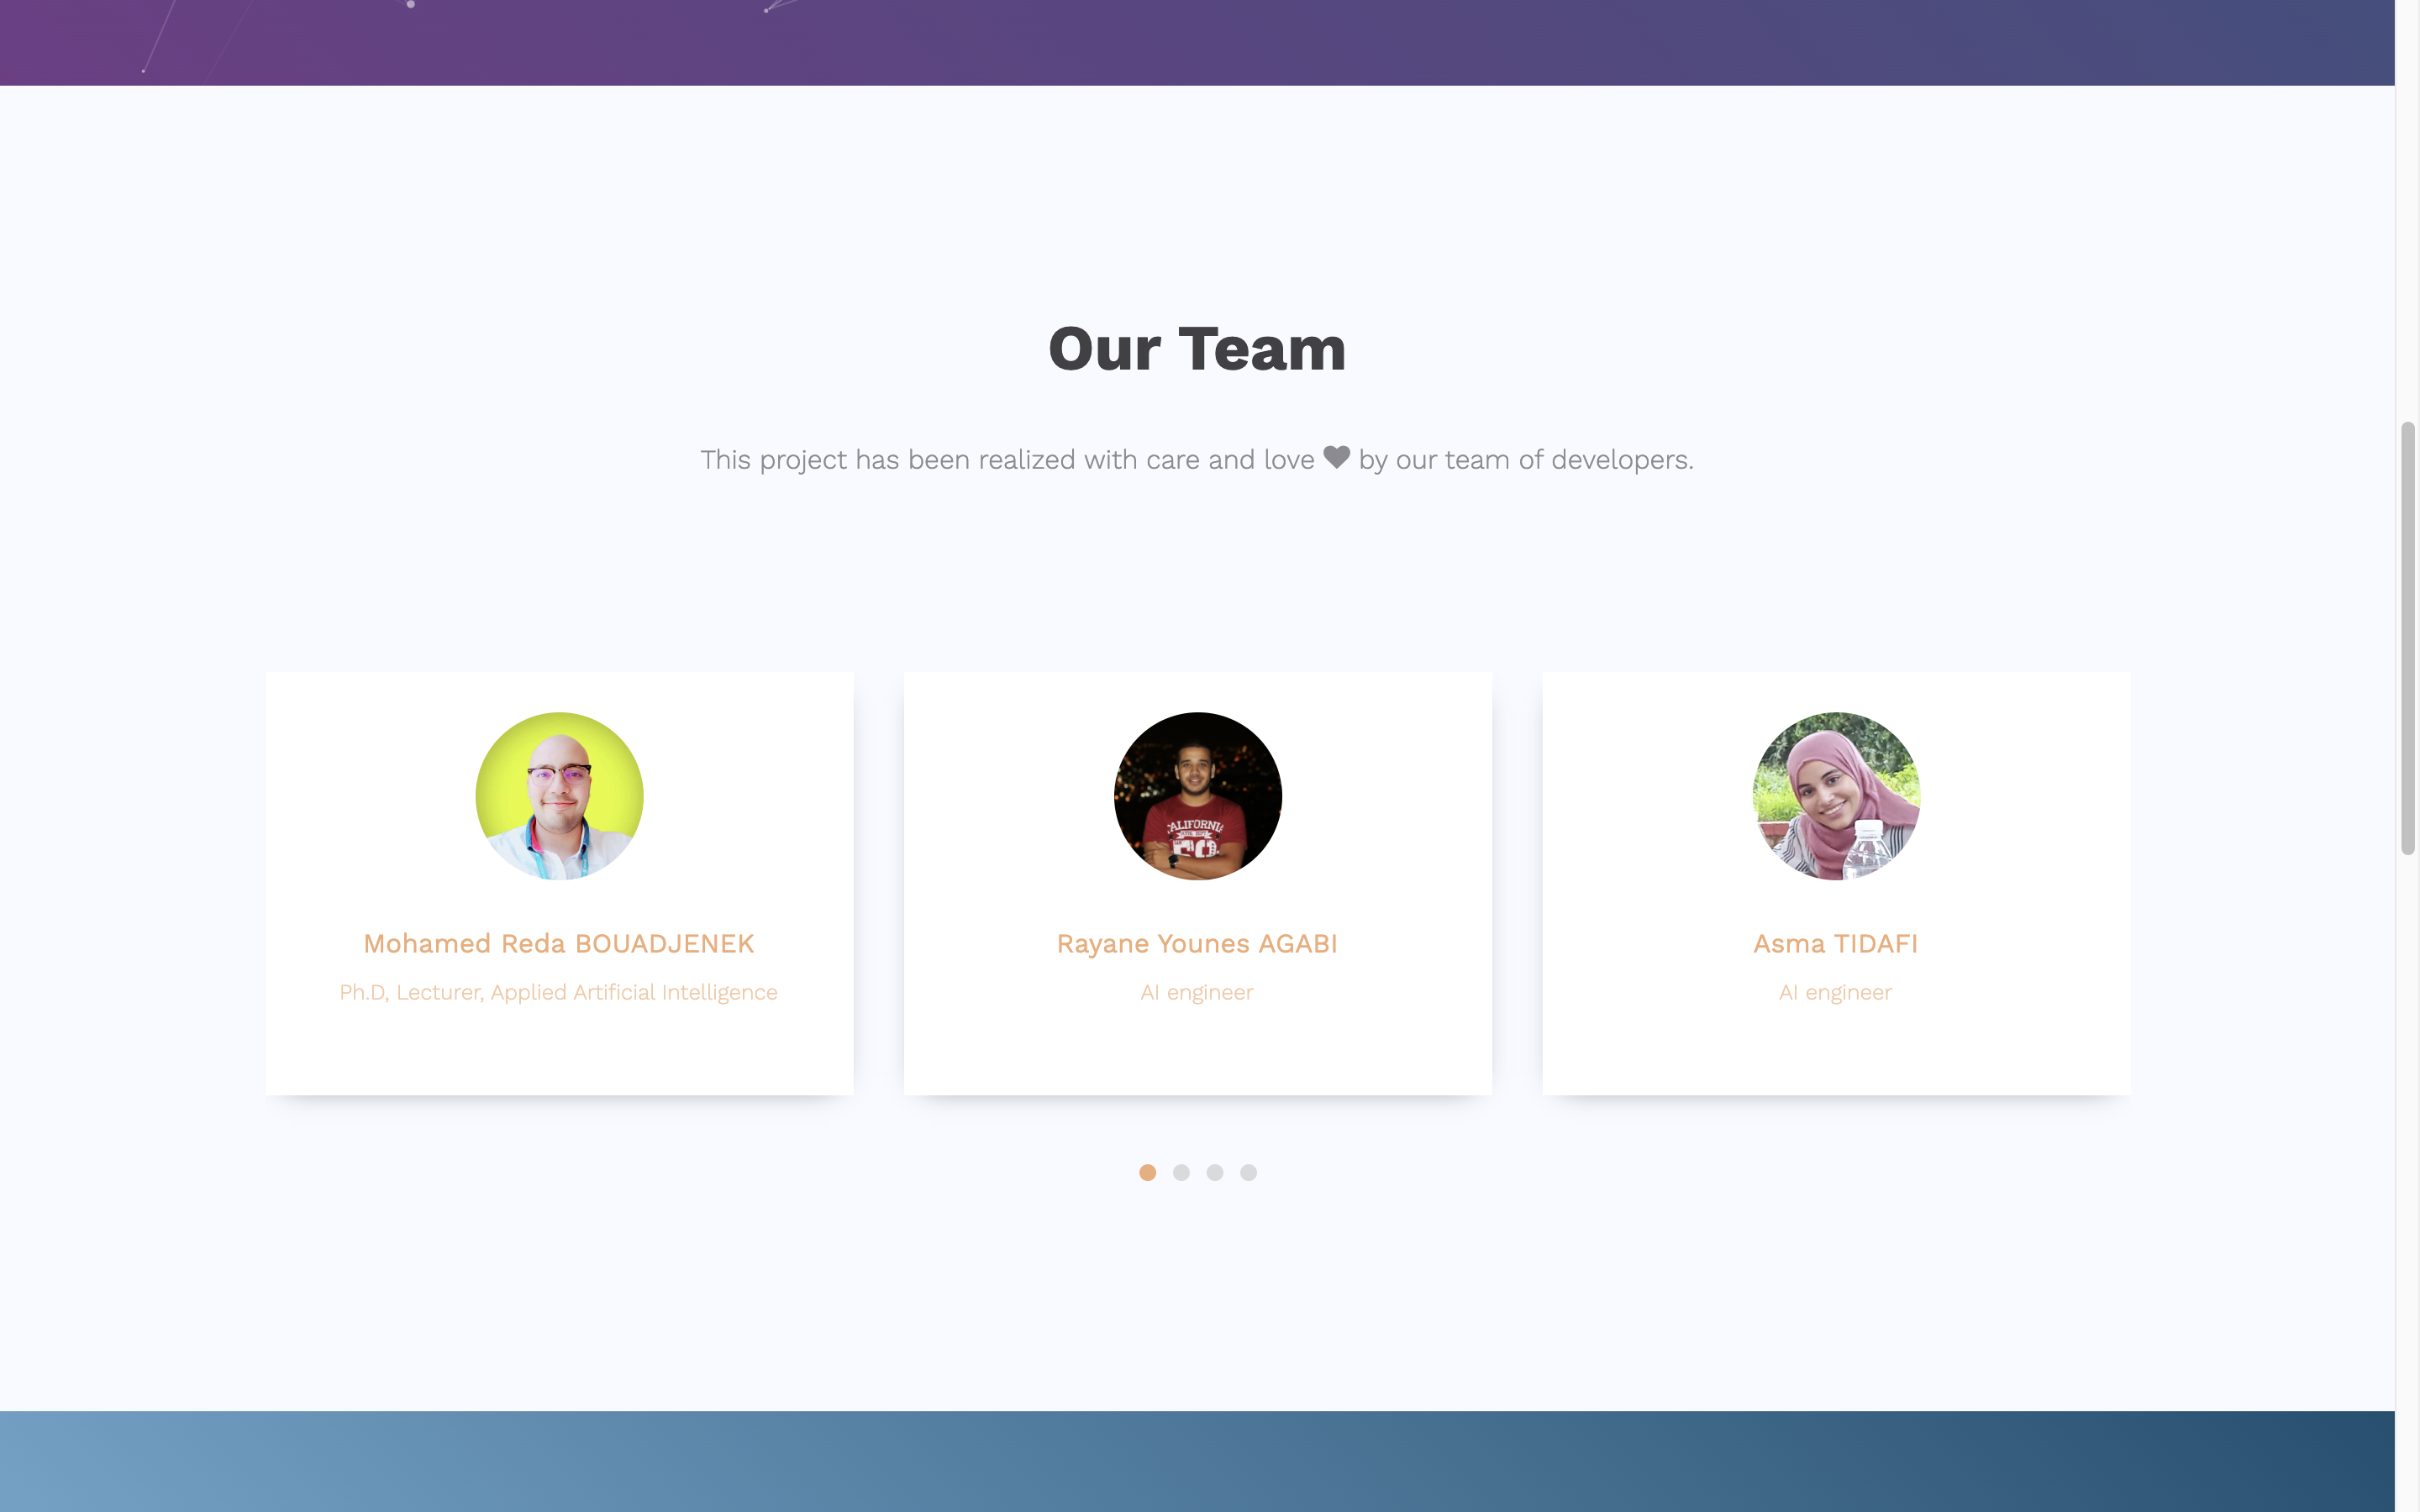 Our Team
This project has been realized with care and love ♥ by our team of developers.
Mohamed Reda BOUADJENEK
Ph.D, Lecturer, Applied Artificial Intelligence
Rayane Younes AGABI
AI engineer
Asma TIDAFI
AI engineer